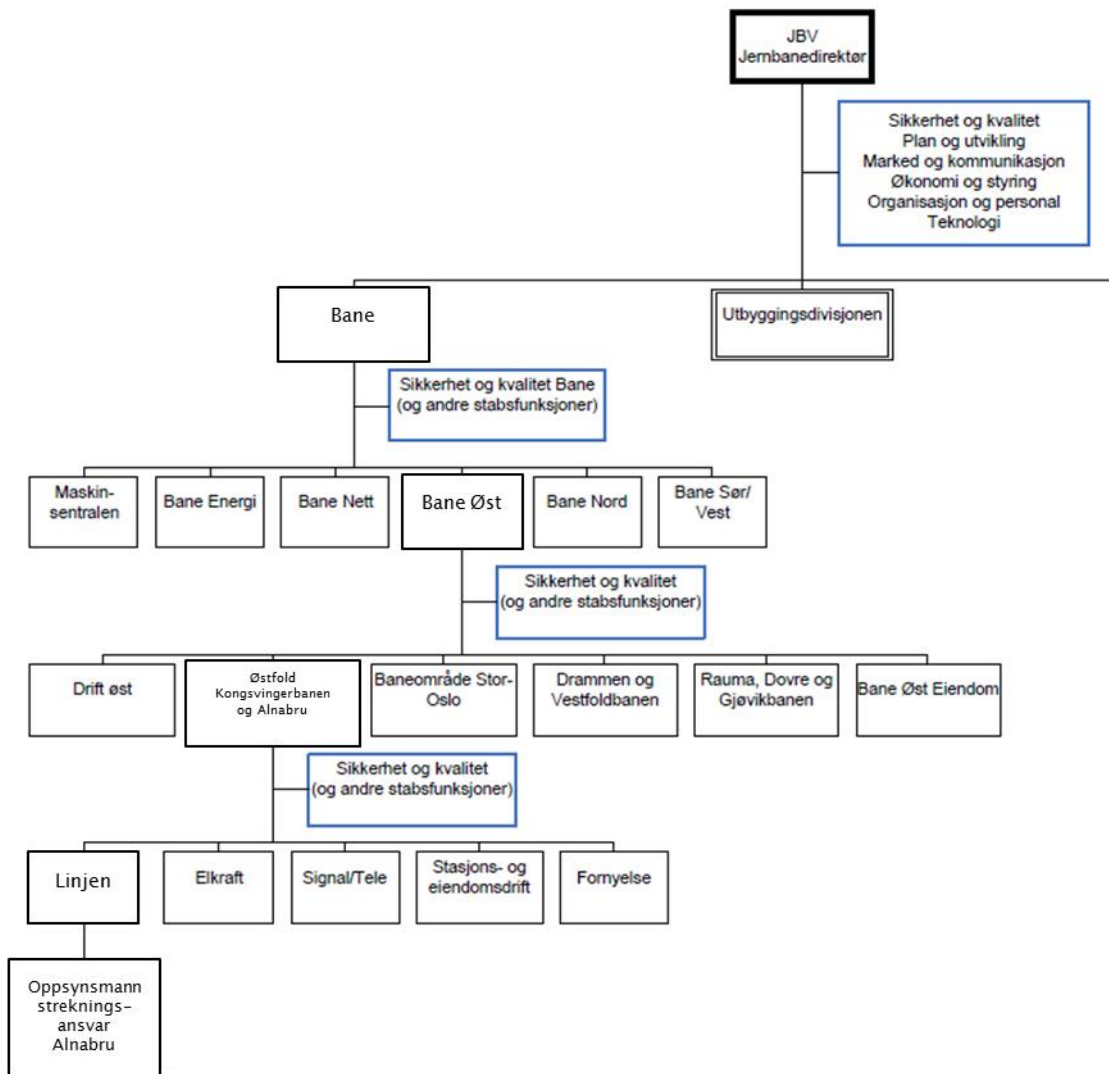 JBV
Jernbanedirektør
Sikkerhet og kvalitet
Plan og utvikling
Marked og kommunikasjon
Økonomi og styring
Organisasjon og personal
Teknologi
Bane
Utbyggingsdivisjonen
Sikkerhet og kvalitet Bane
(og andre stabsfunksjoner)
Maskin-
sentralen
Bane Energi
Bane Nett
Bane Øst
Bane Nord
Bane Sør/
Vest
Sikkerhet og kvalitet
(og andre stabsfunksjoner)
Drift øst
Østfold
Kongsvingerbanen
og Alnabru
Baneområde Stor-
Oslo
Drammen og
Vestfoldbanen
Rauma, Dovre og
Gjøvikbanen
Bane Øst Eiendom
Sikkerhet og kvalitet
(og andre stabsfunksjoner)
Linjen
Elkraft
Signal/Tele
Stasjons- og
eiendomsdrift
Fornyelse
Oppsynsmann
streknings-
ansvar
Alnabru